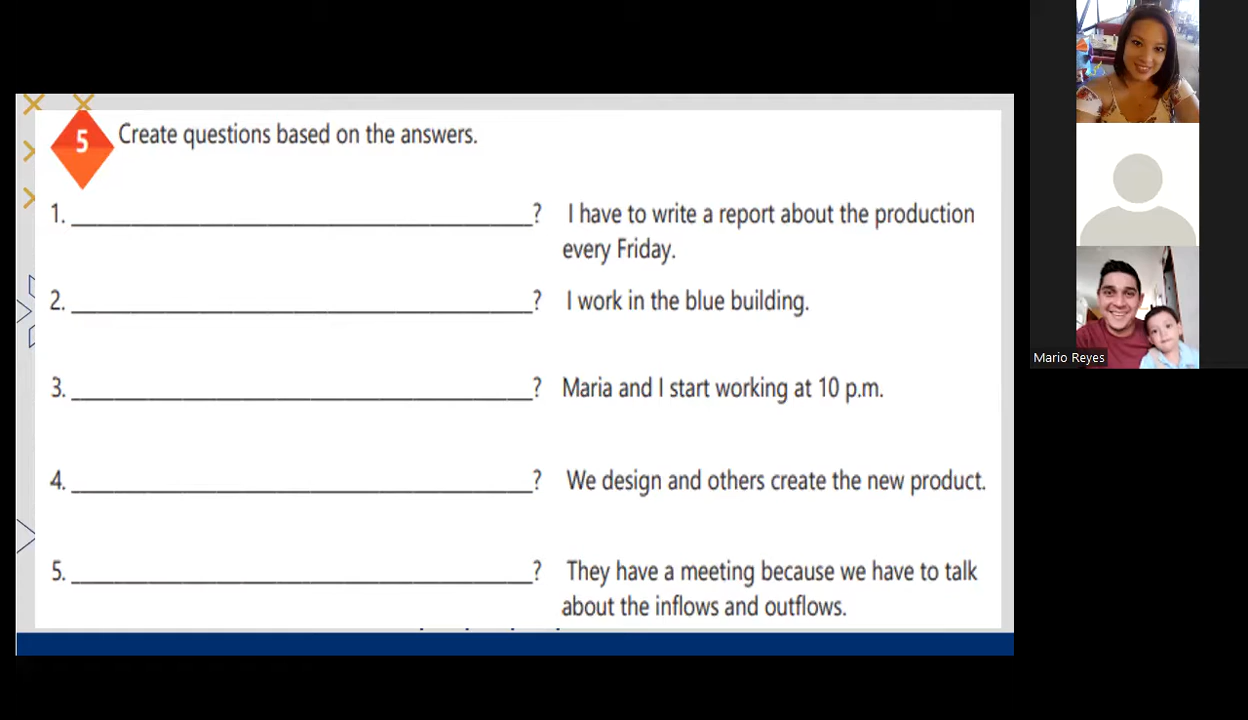 5 Create questions based on the answers.
1. ________________________________? I have to write a report about the production
every Friday.
2. ________________________________? I work in the blue building.
3. ________________________________? Maria and I start working at 10 p.m.
4. ________________________________? We design and others create the new product.
5. ________________________________? They have a meeting because we have to talk
about the inflows and outflows.
Mario Reyes